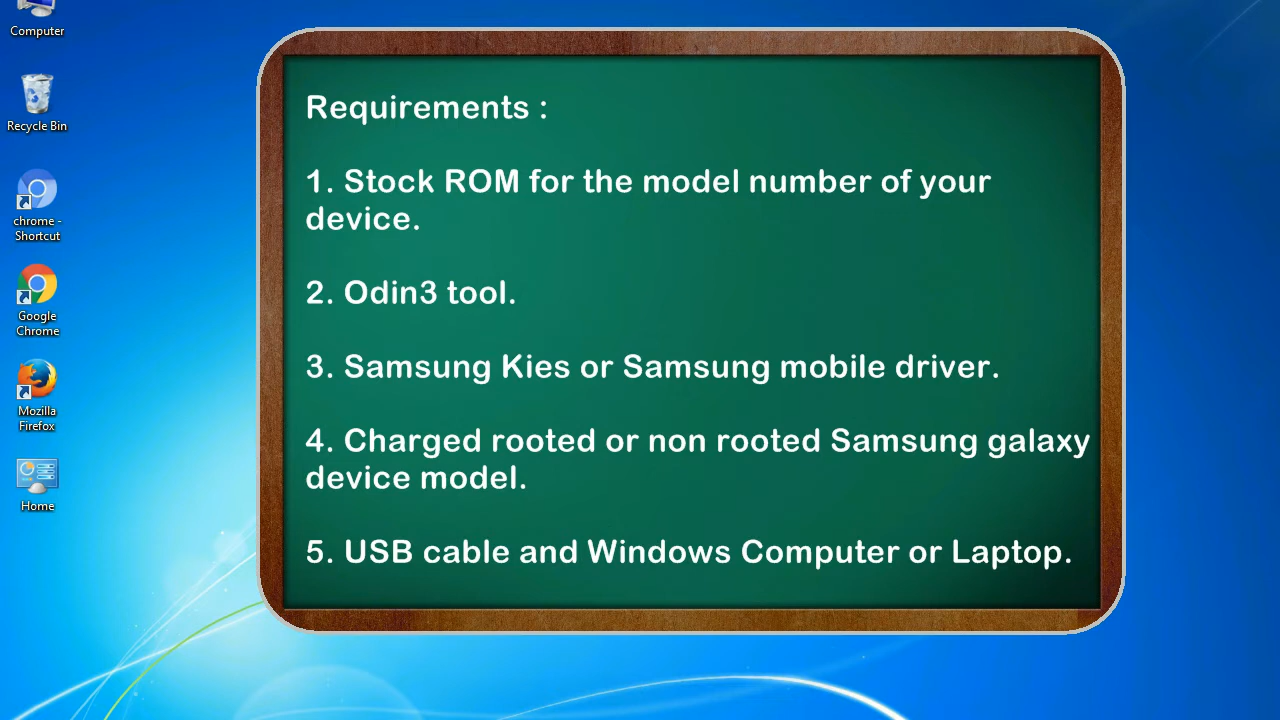 Computer
Recycle Bin
chrome -
Shortcut
Google
Chrome
Mozilla
Firefox
Home
Requirements :
1. Stock ROM for the model number of your
device.
2. Odin3 tool.
3. Samsung Kies or Samsung mobile driver.
4. Charged rooted or non rooted Samsung galaxy
device model.
5. USB cable and Windows Computer or Laptop.